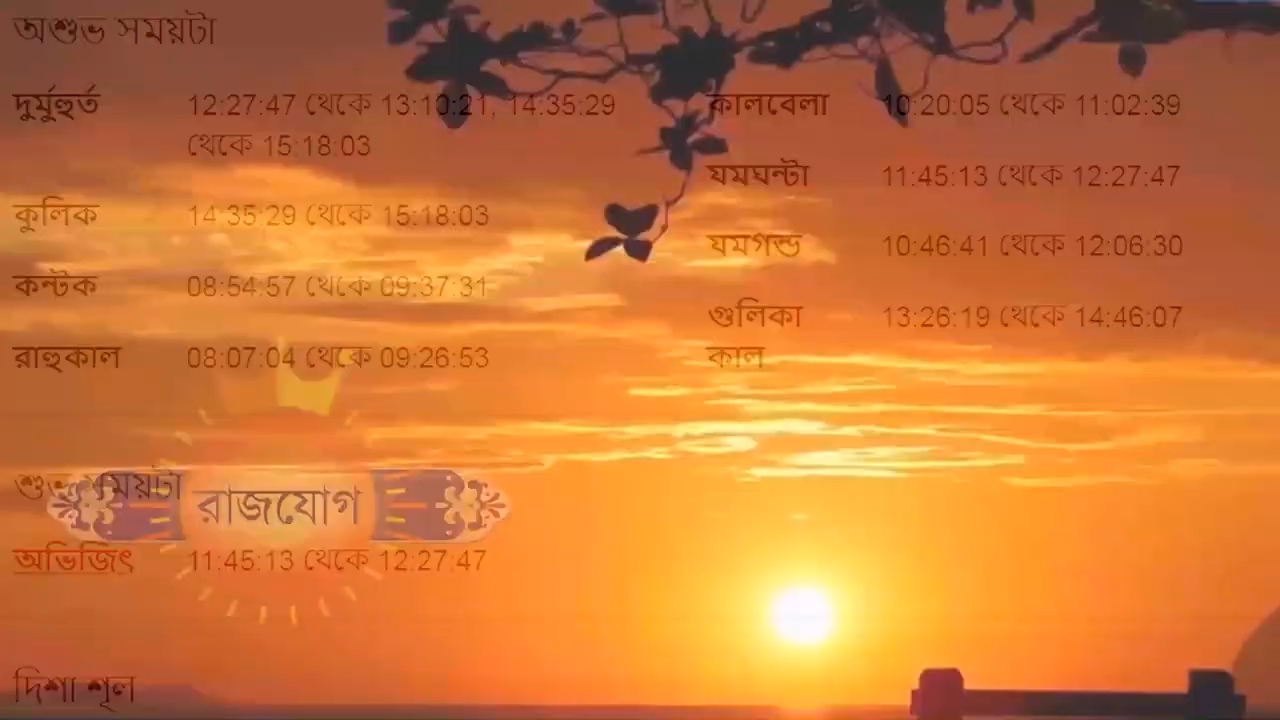 অশুভ সময়টা
দুর্মুহুর্ত 12:27:47 থেকে 13:10:21, 14:35:29
থেকে 15:18:03
কালবেলা 10:20:05 থেকে 11:02:39
যমঘন্টা 11:45:13 থেকে 12:27:47
কুলিক 14:35:29 থেকে 15:18:03
যমগন্ড 10:46:41 থেকে 12:06:30
কন্টক 08:54:57 থেকে 09:37:31
গুলিকা 13:26:19 থেকে 14:46:07
কাল
রাহুকাল 08:07:04 থেকে 09:26:53
শুভ সময়টা
রাজযোগ
অভিজিৎ 11:45:13 থেকে 12:27:47
দিশা শূল